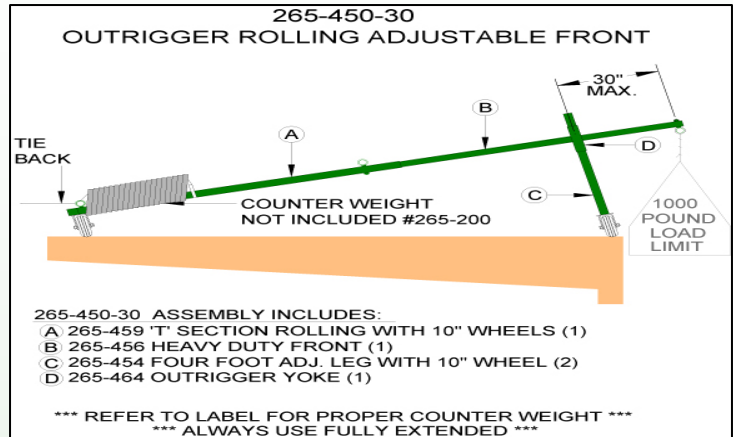 265-450-30
OUTRIGGER ROLLING ADJUSTABLE FRONT
30"
MAX.
B
A
TIE
BACK
D
C
COUNTER WEIGHT
NOT INCLUDED #265-200
1000
POUND
LOAD
LIMIT
265-450-30 ASSEMBLY INCLUDES:
A 265-459 'T' SECTION ROLLING WITH 10" WHEELS (1)
B 265-456 HEAVY DUTY FRONT (1)
C 265-454 FOUR FOOT ADJ. LEG WITH 10" WHEEL (2)
D 265-464 OUTRIGGER YOKE (1)
*** REFER TO LABEL FOR PROPER COUNTER WEIGHT ***
*** ALWAYS USE FULLY EXTENDED ***